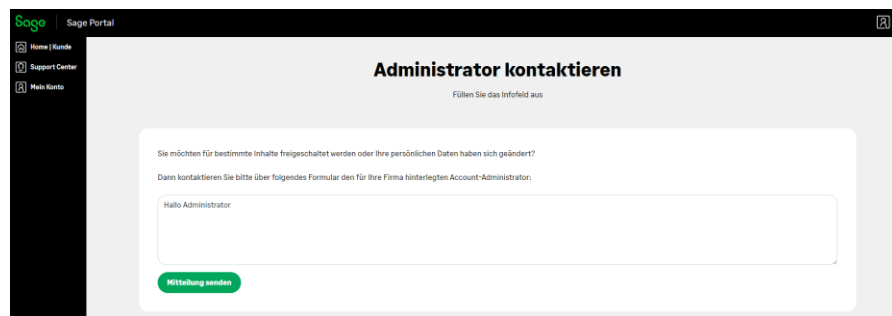 Sage Sage Portal
Home | Kunde
Support Center
Mein Konto
Administrator kontaktieren
Füllen Sie das Infofeld aus
Sie möchten für bestimmte Inhalte freigeschaltet werden oder Ihre persönlichen Daten haben sich geändert?
Dann kontaktieren Sie bitte über folgendes Formular den für Ihre Firma hinterlegten Account-Administrator:
Hallo Administrator
Mitteilung senden